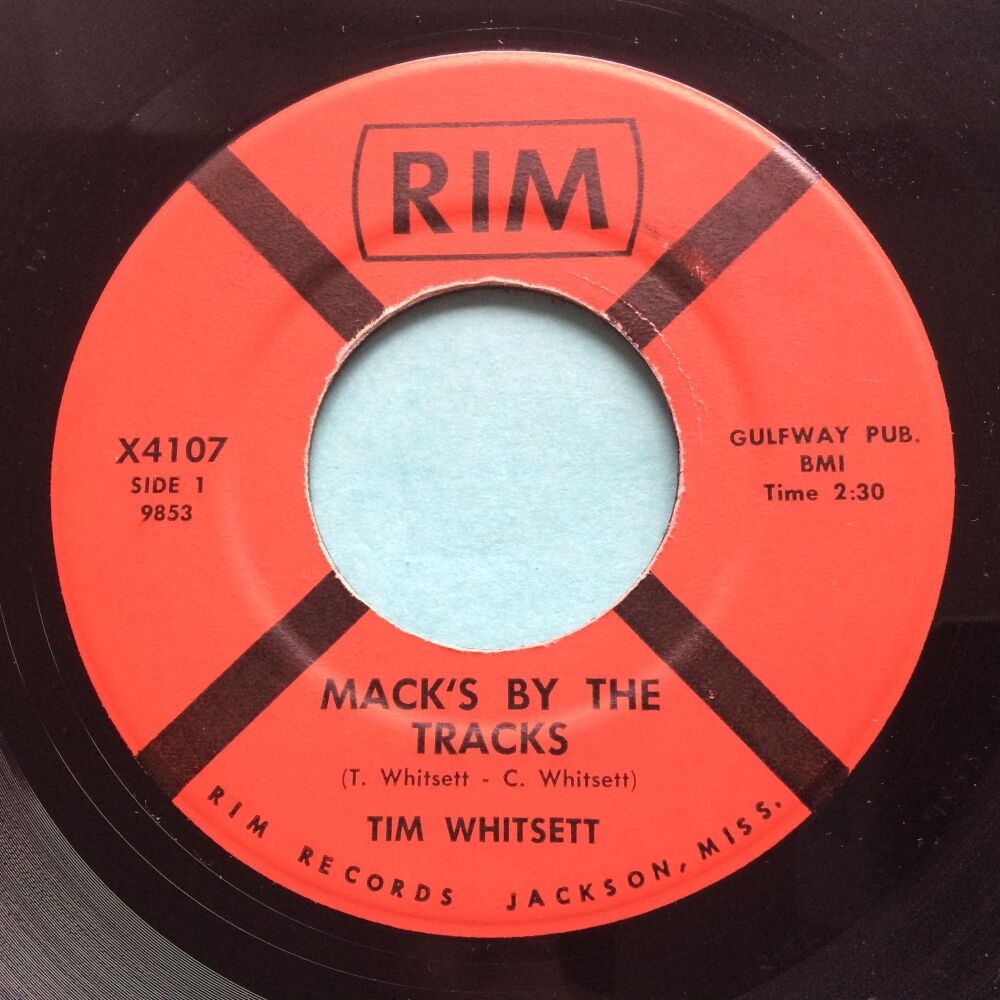 RIM
X4107
SIDE 1
9853
GULFWAY PUB.
BMI
Time 2:30
MACK'S BY THE
TRACKS
(T. Whitsett - C. Whitsett)
TIM WHITSETT
RIM RECORDS JACKSON, MISS.